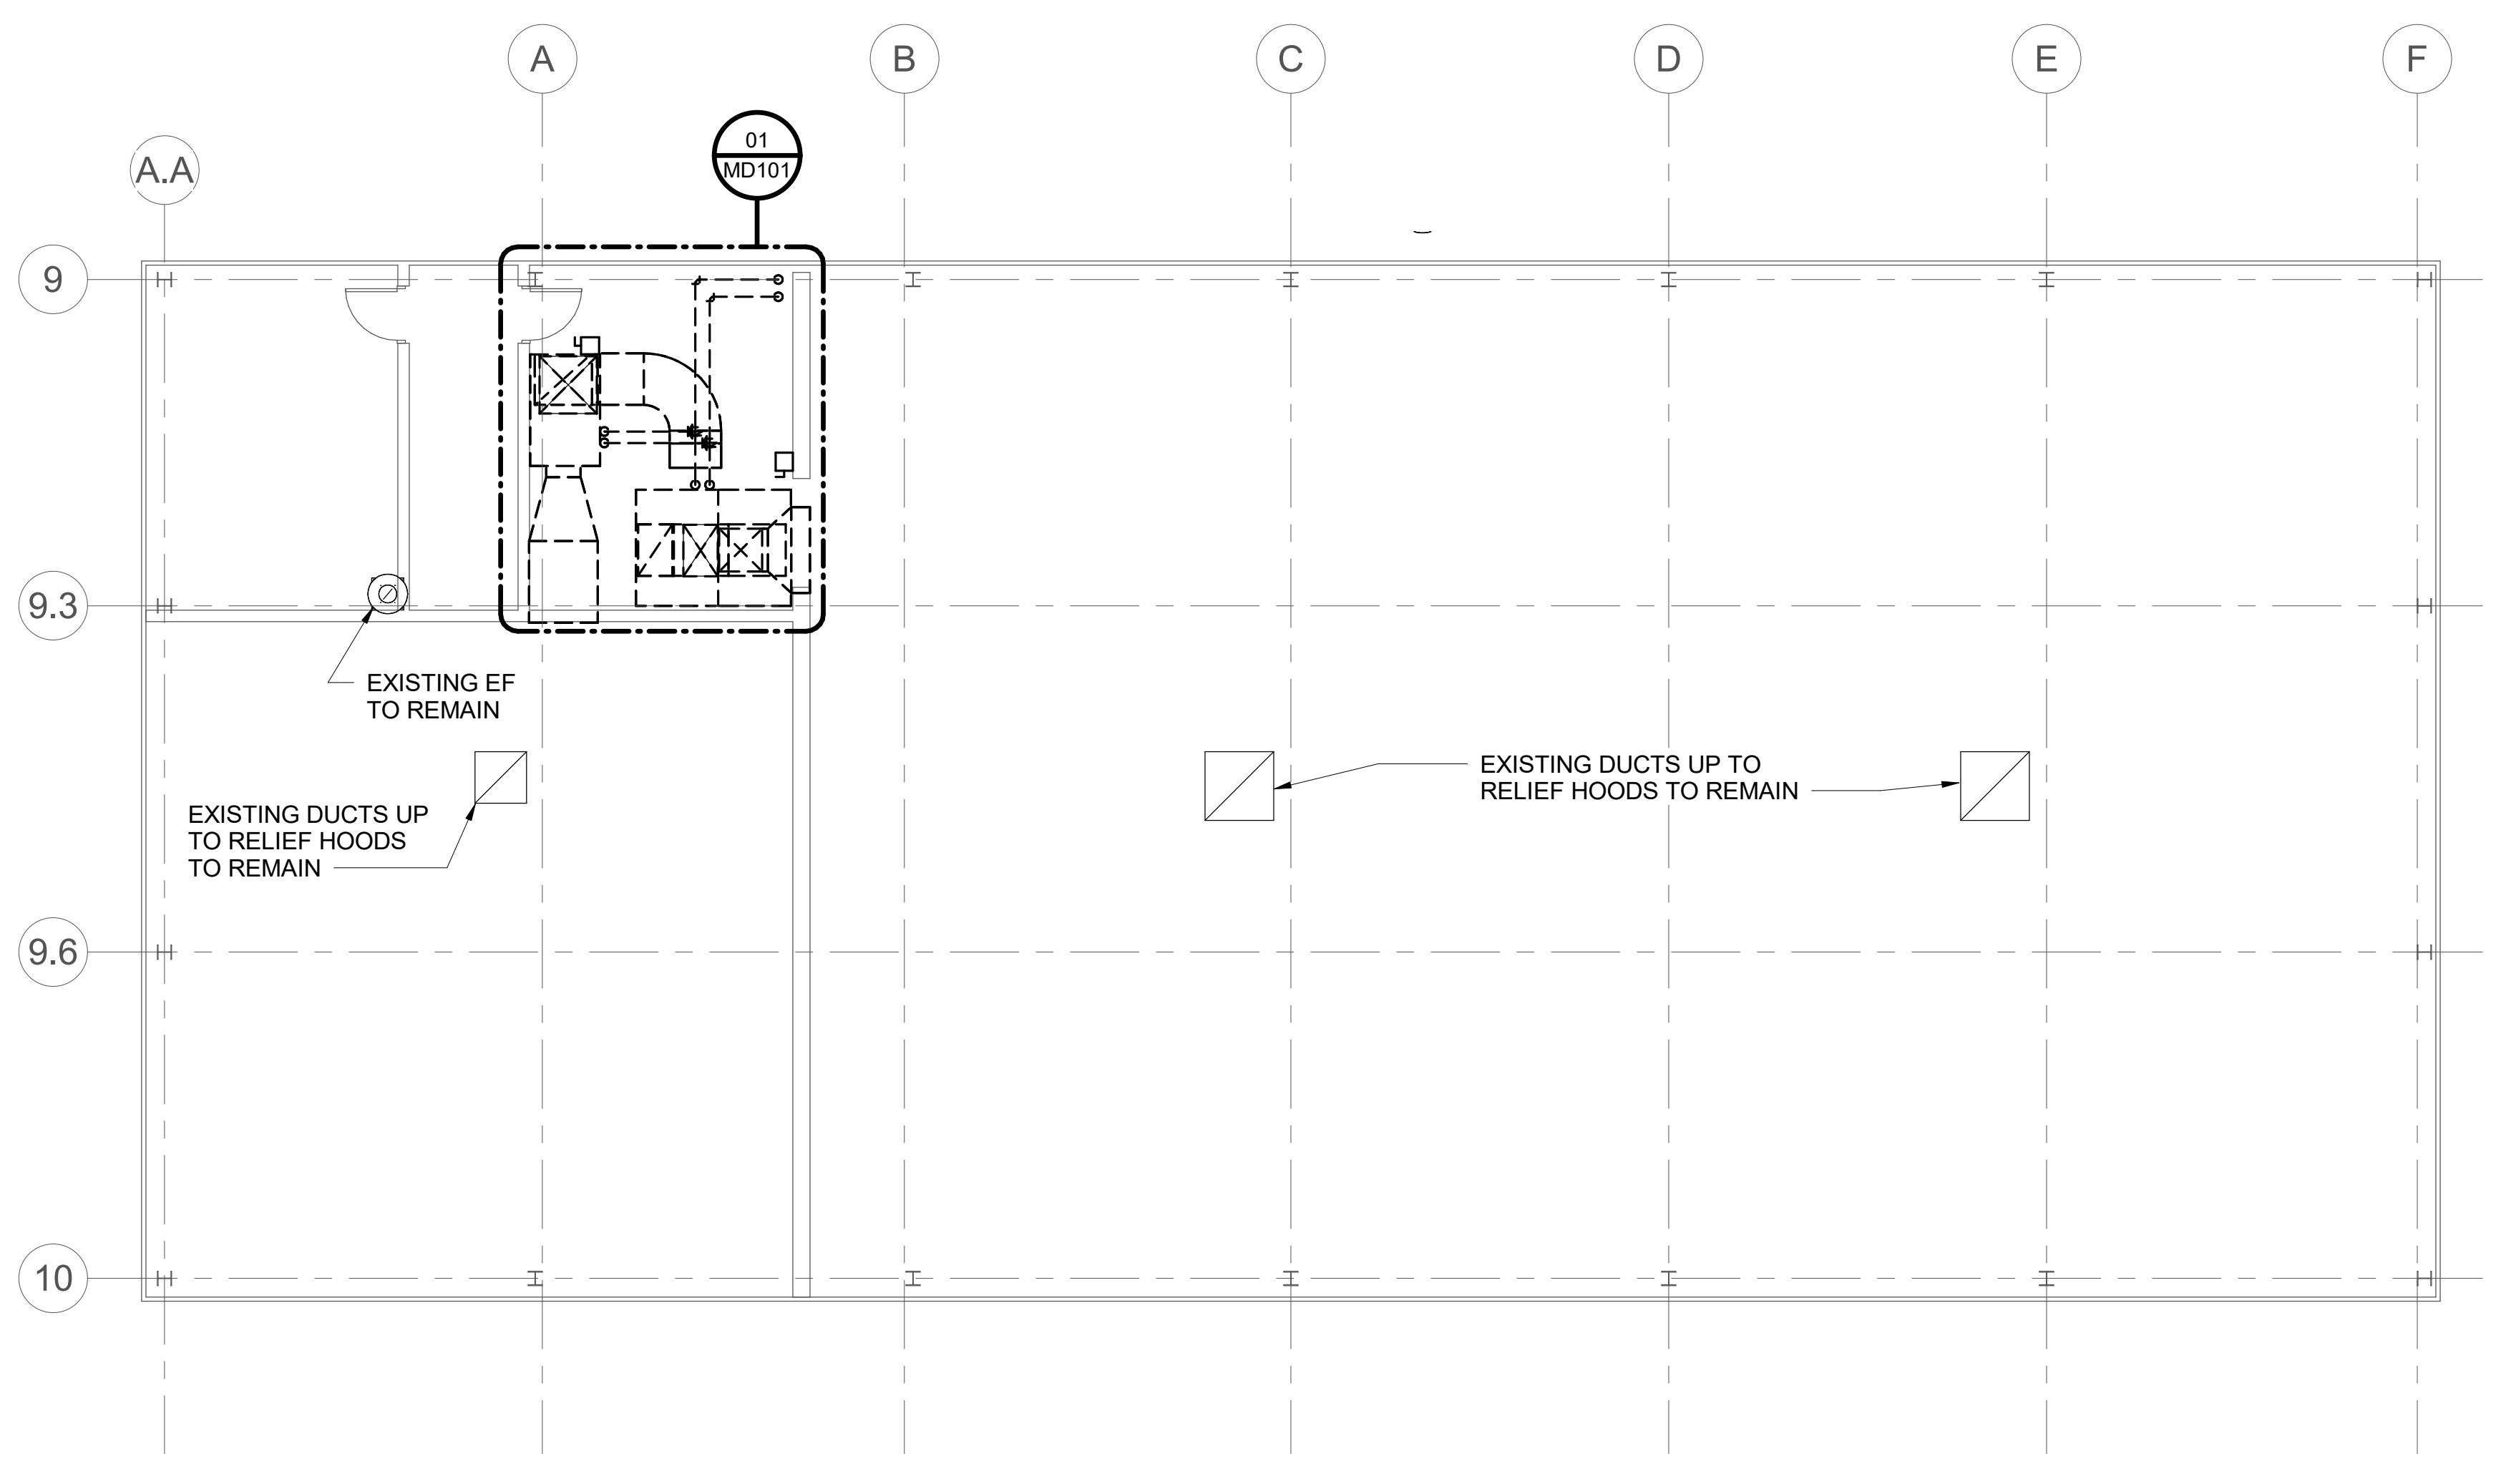 A
B
C
D
E
F
01
MD101
A.A
9
9.3
EXISTING EF
TO REMAIN
EXISTING DUCTS UP TO
RELIEF HOODS TO REMAIN
EXISTING DUCTS UP
TO RELIEF HOODS
TO REMAIN
9.6
10